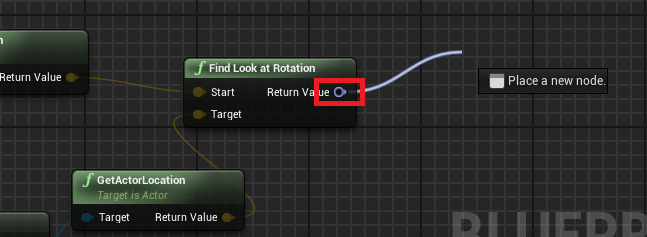 Return Value
f Find Look at Rotation
Start Return Value
Target
Place a new node.
f GetActorLocation
Target is Actor
Target Return Value